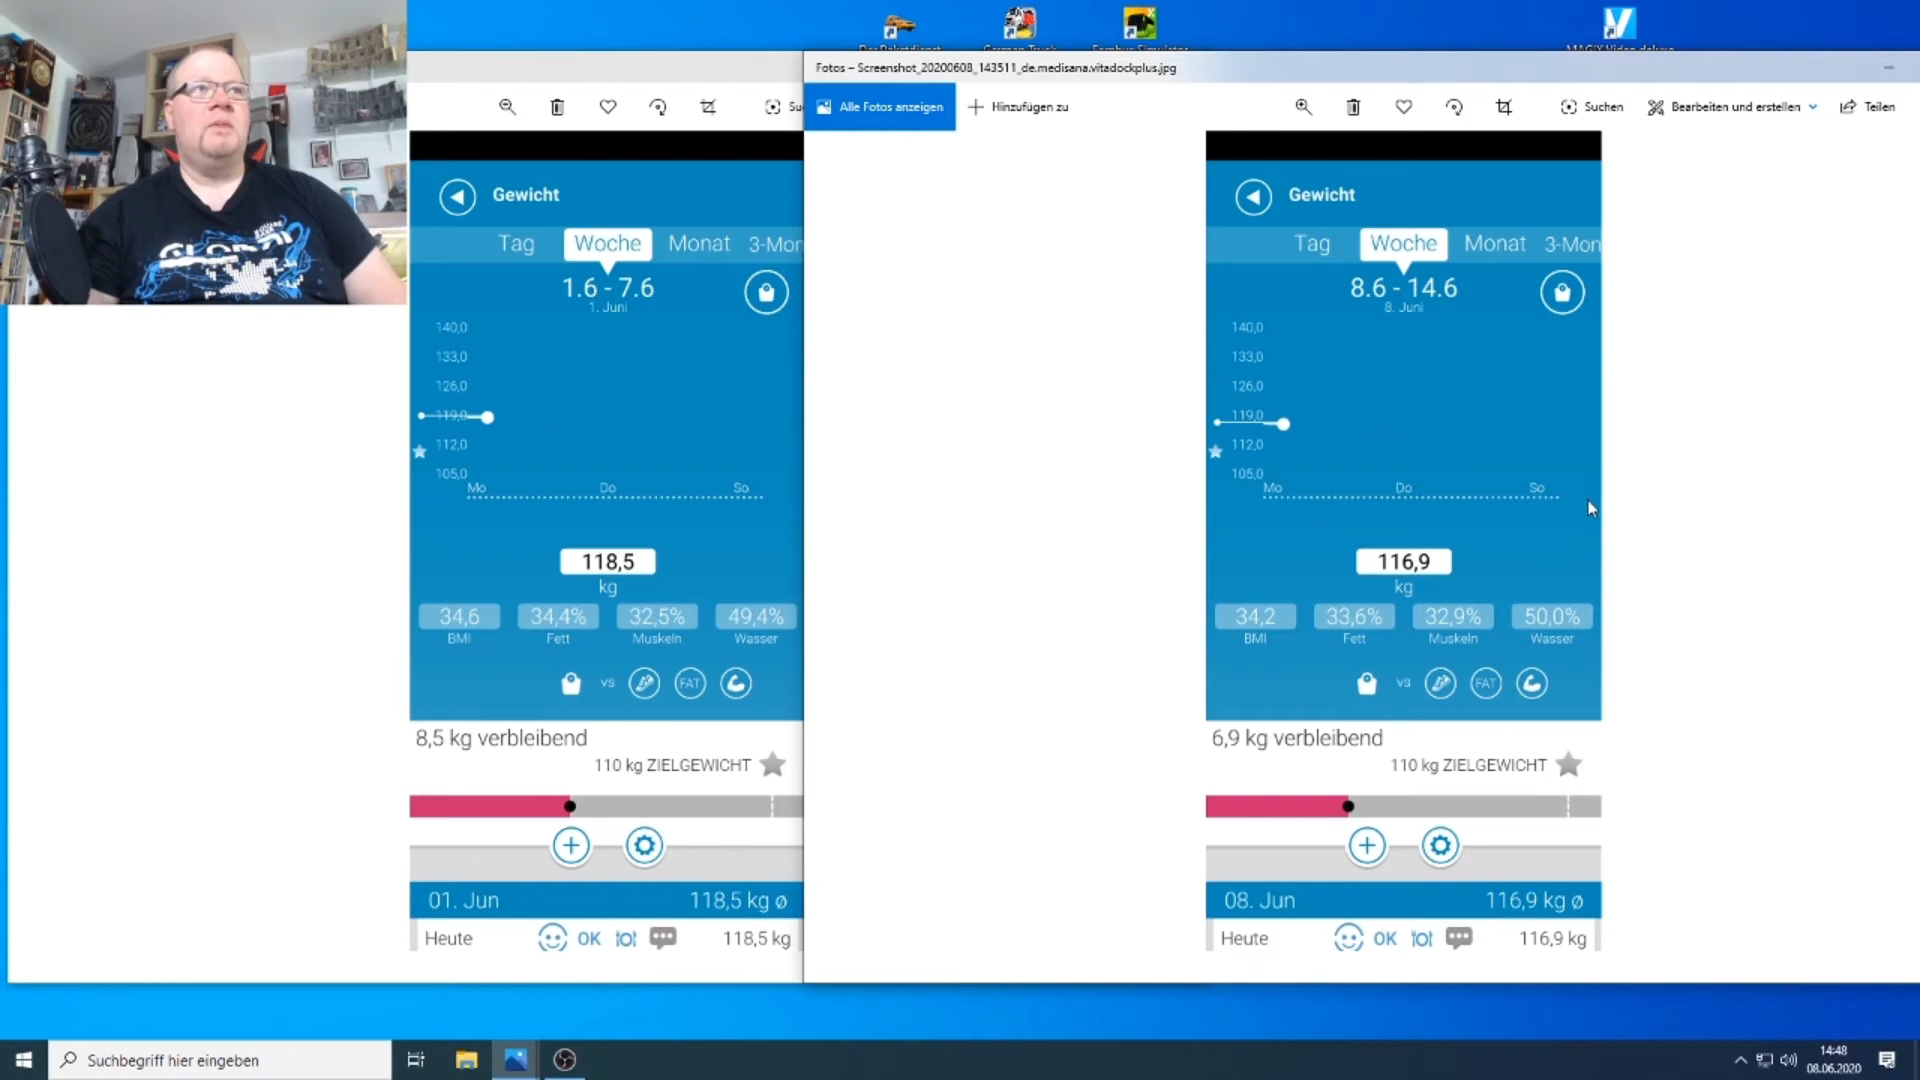 Fotos – Screenshot_20200608_143511_de.medisana.vitadockplus.jpg
Alle Fotos anzeigen
Hinzufügen zu
Suchen
Bearbeiten und erstellen
Teilen
Gewicht
Tag Woche Monat 3-Mon
1.6 - 7.6
1. Juni
140,0
133,0
126,0
119,0
112,0
105,0
Mo Do So
118,5
kg
34,6 34,4% 32,5% 49,4%
BMI Fett Muskeln Wasser
vs FAT
8,5 kg verbleibend
110 kg ZIELGEWICHT
01. Jun 118,5 kg ø
Heute OK 118,5 kg
Gewicht
Tag Woche Monat 3-Mon
8.6 - 14.6
8. Juni
140,0
133,0
126,0
119,0
112,0
105,0
Mo Do So
116,9
kg
34,2 33,6% 32,9% 50,0%
BMI Fett Muskeln Wasser
vs FAT
6,9 kg verbleibend
110 kg ZIELGEWICHT
08. Jun 116,9 kg ø
Heute OK 116,9 kg
Suchbegriff hier eingeben
14:48
08.06.2020